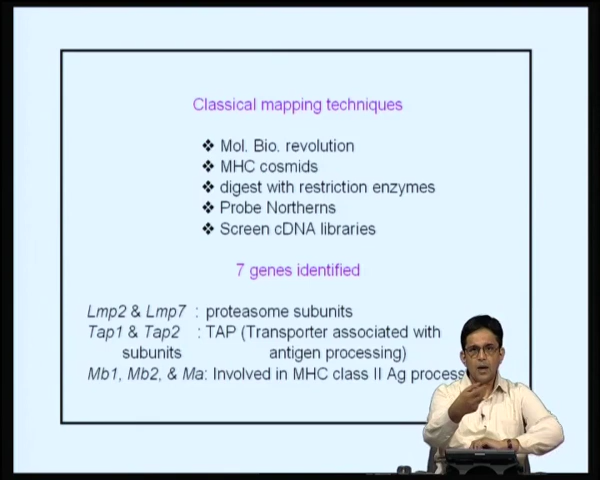 Classical mapping techniques
❖ Mol. Bio. revolution
❖ MHC cosmids
❖ digest with restriction enzymes
❖ Probe Northerns
❖ Screen cDNA libraries
7 genes identified
Lmp2 & Lmp7 : proteasome subunits
Tap1 & Tap2 : TAP (Transporter associated with
subunits antigen processing)
Mb1, Mb2, & Ma: Involved in MHC class II Ag process